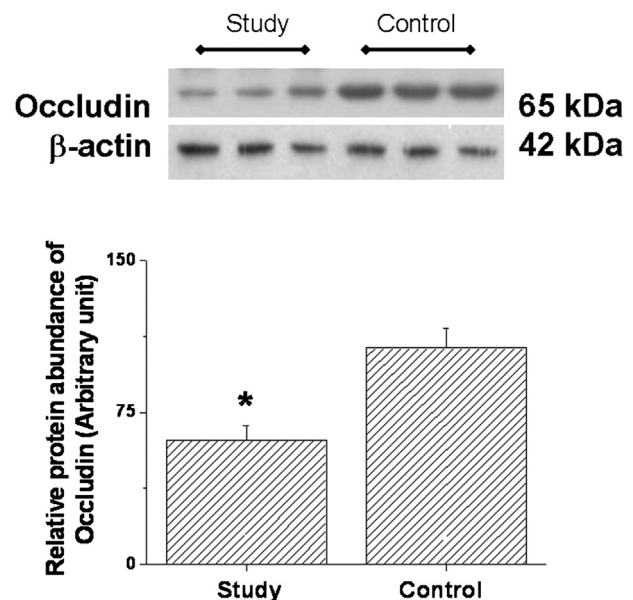 Study Control
Occludin 65 kDa
β-actin 42 kDa
Relative protein abundance of
Occludin (Arbitrary unit)
150
75
0
*
Study Control